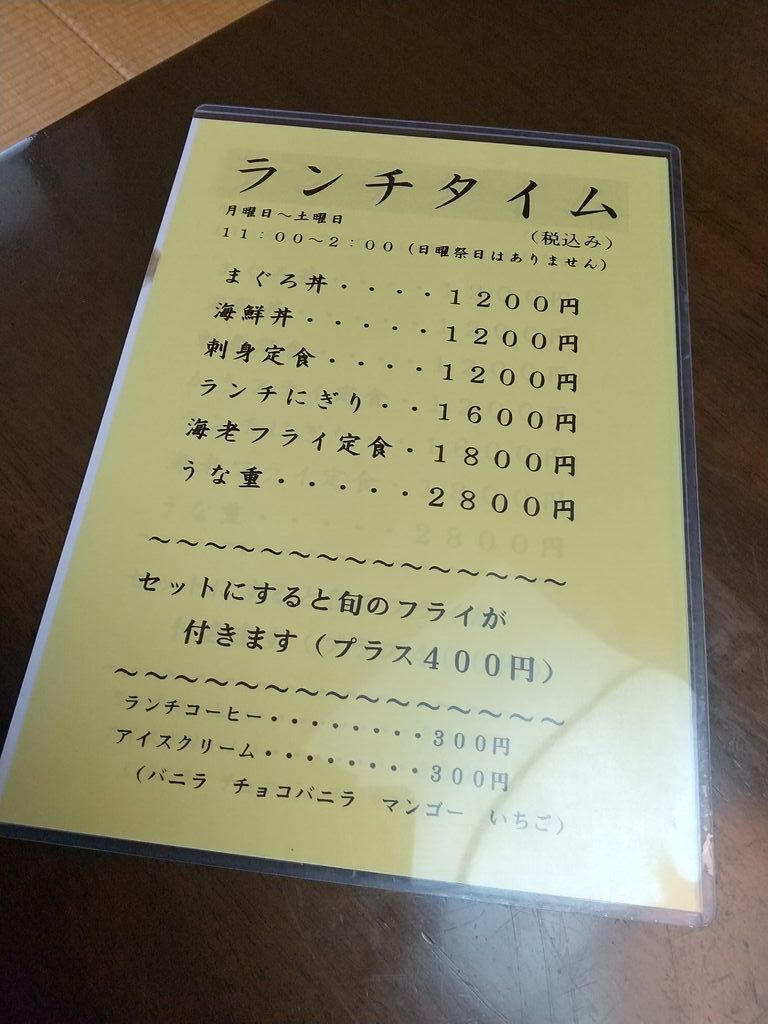 ランチタイム
月曜日～土曜日
（税込み）
１１：００～２：００（日曜祭日はありません）
まぐろ丼・・・・１２００円
海鮮丼・・・・・１２００円
刺身定食・・・・１２００円
ランチにぎり・・１６００円
海老フライ定食・１８００円
うな重・・・・・２８００円
～～～～～～～～～～～～～～～
セットにすると旬のフライが
付きます（プラス４００円）
～～～～～～～～～～～～～～～～
ランチコーヒー・・・・・・・・３００円
アイスクリーム・・・・・・・・３００円
（バニラ　チョコバニラ　マンゴー　いちご）